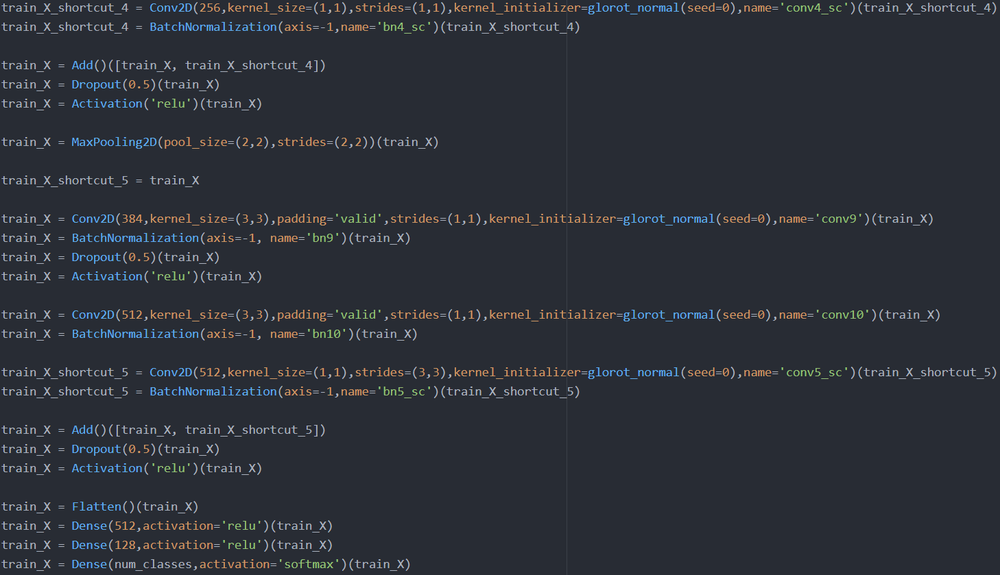 train_X_shortcut_4 = Conv2D(256,kernel_size=(1,1),strides=(1,1),kernel_initializer=glorot_normal(seed=0),name='conv4_sc')(train_X_shortcut_4)
train_X_shortcut_4 = BatchNormalization(axis=-1,name='bn4_sc')(train_X_shortcut_4)
train_X = Add()([train_X, train_X_shortcut_4])
train_X = Dropout(0.5)(train_X)
train_X = Activation('relu')(train_X)
train_X = MaxPooling2D(pool_size=(2,2),strides=(2,2))(train_X)
train_X_shortcut_5 = train_X
train_X = Conv2D(384,kernel_size=(3,3),padding='valid',strides=(1,1),kernel_initializer=glorot_normal(seed=0),name='conv9')(train_X)
train_X = BatchNormalization(axis=-1, name='bn9')(train_X)
train_X = Dropout(0.5)(train_X)
train_X = Activation('relu')(train_X)
train_X = Conv2D(512,kernel_size=(3,3),padding='valid',strides=(1,1),kernel_initializer=glorot_normal(seed=0),name='conv10')(train_X)
train_X = BatchNormalization(axis=-1, name='bn10')(train_X)
train_X_shortcut_5 = Conv2D(512,kernel_size=(1,1),strides=(3,3),kernel_initializer=glorot_normal(seed=0),name='conv5_sc')(train_X_shortcut_5)
train_X_shortcut_5 = BatchNormalization(axis=-1,name='bn5_sc')(train_X_shortcut_5)
train_X = Add()([train_X, train_X_shortcut_5])
train_X = Dropout(0.5)(train_X)
train_X = Activation('relu')(train_X)
train_X = Flatten()(train_X)
train_X = Dense(512,activation='relu')(train_X)
train_X = Dense(128,activation='relu')(train_X)
train_X = Dense(num_classes,activation='softmax')(train_X)